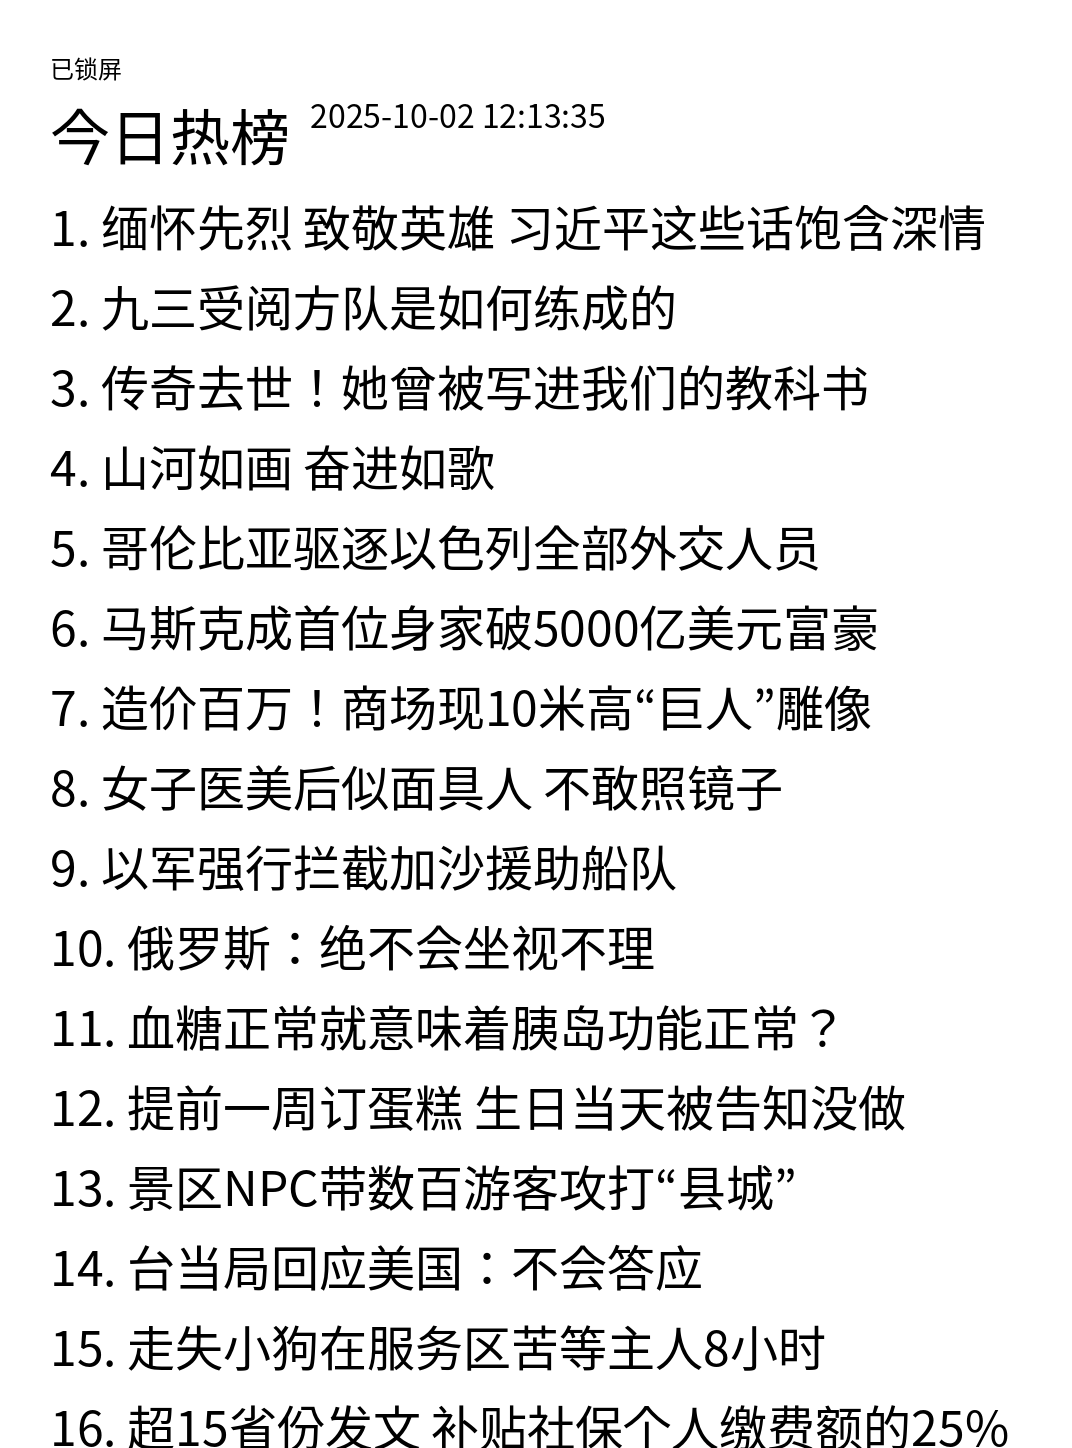 已锁屏
今日热榜 2025-10-02 12:13:35
1. 缅怀先烈 致敬英雄 习近平这些话饱含深情
2. 九三受阅方队是如何练成的
3. 传奇去世！她曾被写进我们的教科书
4. 山河如画 奋进如歌
5. 哥伦比亚驱逐以色列全部外交人员
6. 马斯克成首位身家破5000亿美元富豪
7. 造价百万！商场现10米高“巨人”雕像
8. 女子医美后似面具人 不敢照镜子
9. 以军强行拦截加沙援助船队
10. 俄罗斯：绝不会坐视不理
11. 血糖正常就意味着胰岛功能正常？
12. 提前一周订蛋糕 生日当天被告知没做
13. 景区NPC带数百游客攻打“县城”
14. 台当局回应美国：不会答应
15. 走失小狗在服务区苦等主人8小时
16. 超15省份发文 补贴社保个人缴费额的25%